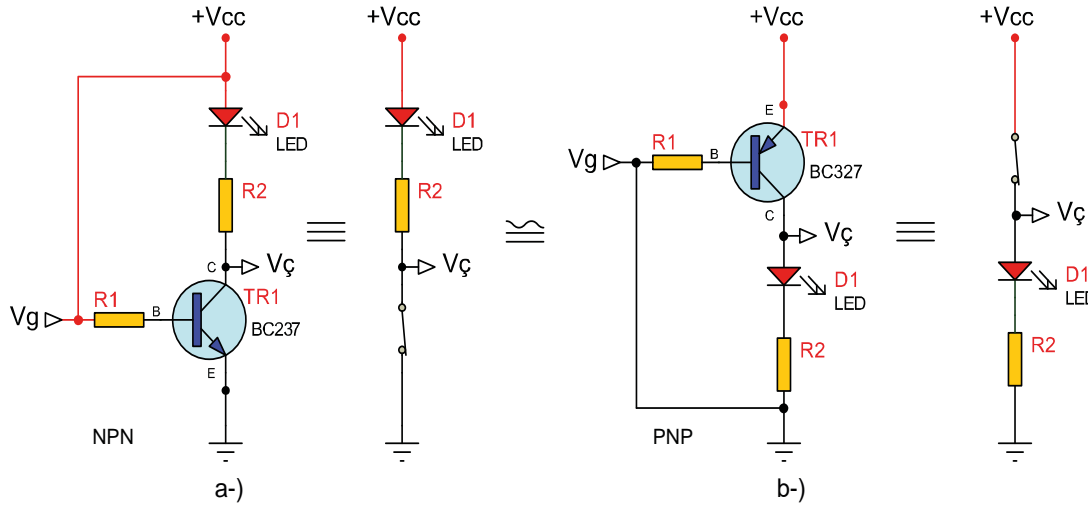 +Vcc
D1
LED
R2
C
Vç
TR1
R1
B
Vg
BC237
E
NPN
+Vcc
D1
LED
R2
Vç
a-)
+Vcc
E
TR1
R1
B
Vg
BC327
C
Vç
D1
LED
R2
PNP
+Vcc
Vç
D1
LED
R2
b-)